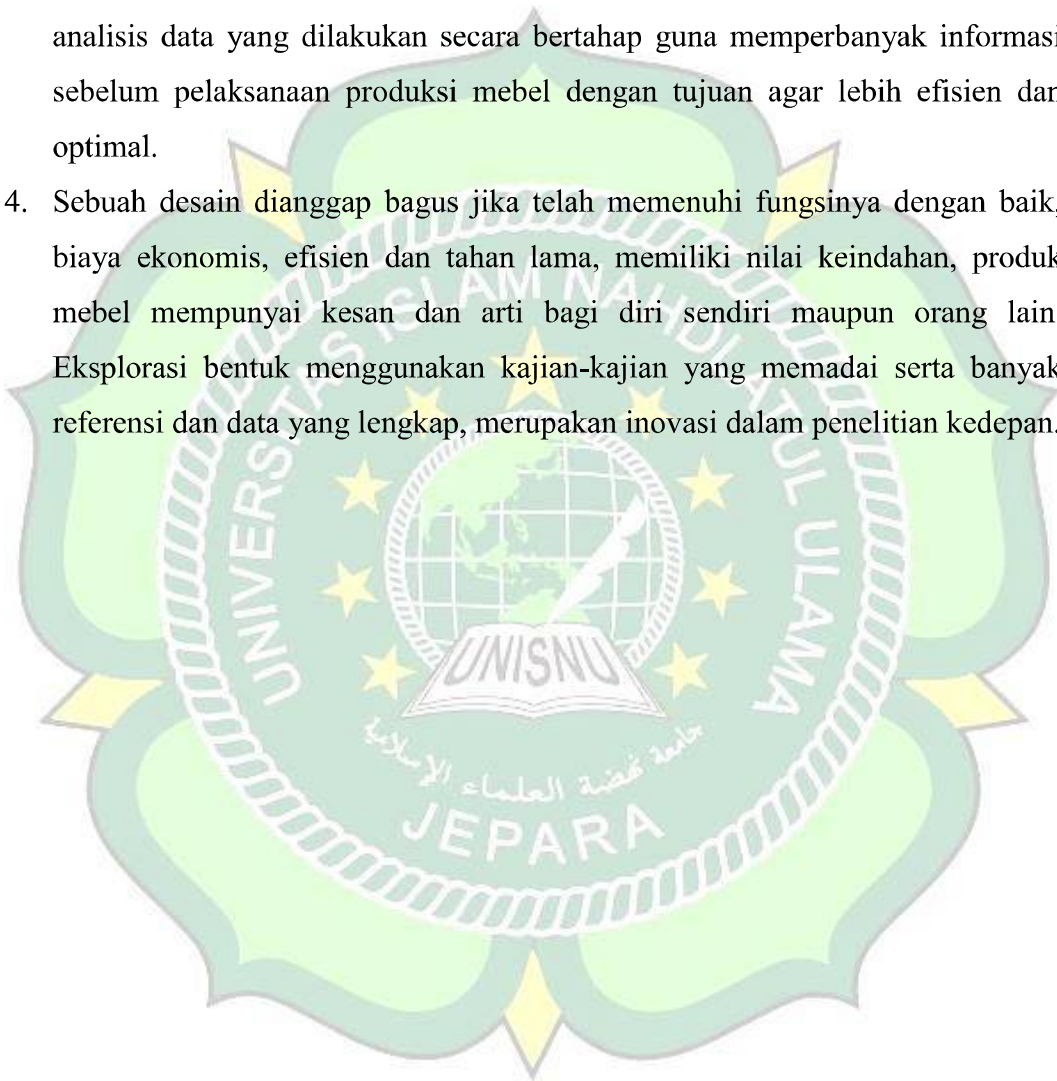 analisis data yang dilakukan secara bertahap guna memperbanyak informasi
sebelum pelaksanaan produksi mebel dengan tujuan agar lebih efisien dan
optimal.
4. Sebuah desain dianggap bagus jika telah memenuhi fungsinya dengan baik,
biaya ekonomis, efisien dan tahan lama, memiliki nilai keindahan, produk
mebel mempunyai kesan dan arti bagi diri sendiri maupun orang lain
Eksplorasi bentuk menggunakan kajian-kajian yang memadai serta banyak
referensi dan data yang lengkap, merupakan inovasi dalam penelitian kedepan.
UNIVERSITAS ISLAM NAHDLATUL ULAMA
UNISNU
جامعة نهضة العلماء الإسلامية
JEPARA